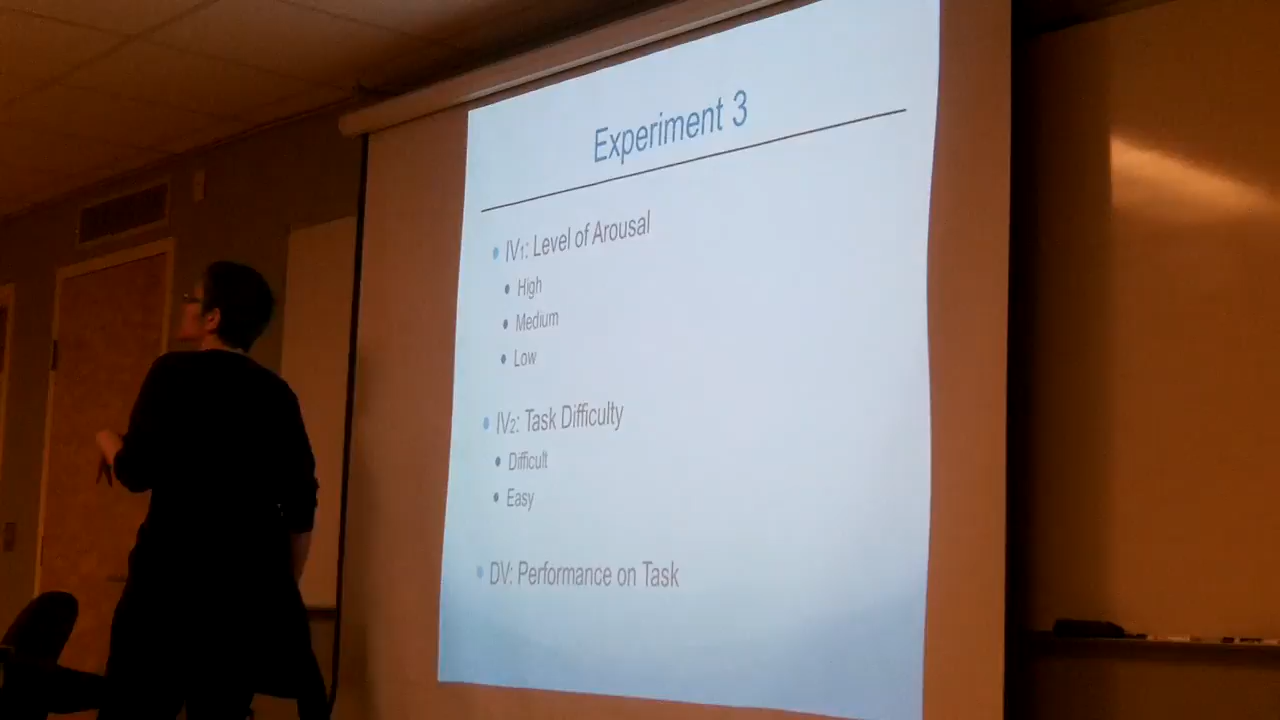 Experiment 3
IV1: Level of Arousal
High
Medium
Low
IV2: Task Difficulty
Difficult
Easy
DV: Performance on Task